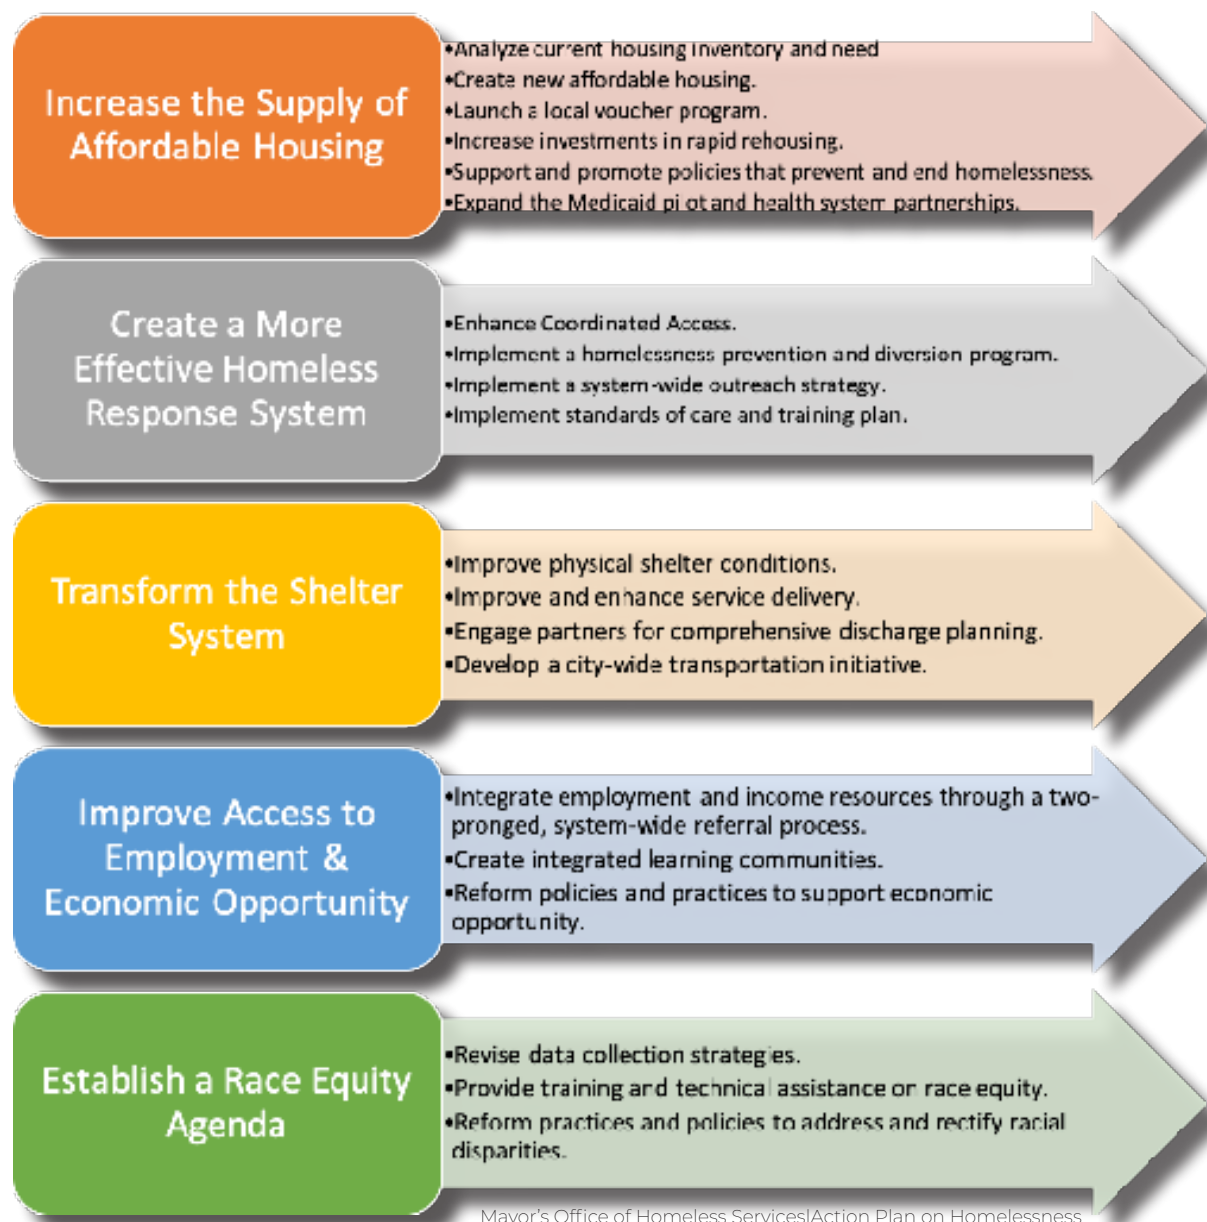 Increase the Supply of
Affordable Housing
•Analyze current housing inventory and need
•Create new affordable housing.
•Launch a local voucher program.
•Increase investments in rapid rehousing.
•Support and promote policies that prevent and end homelessness.
•Expand the Medicaid pilot and health system partnerships.
Create a More
Effective Homeless
Response System
•Enhance Coordinated Access.
•Implement a homelessness prevention and diversion program.
•Implement a system-wide outreach strategy.
•Implement standards of care and training plan.
Transform the Shelter
System
•Improve physical shelter conditions.
•Improve and enhance service delivery.
•Engage partners for comprehensive discharge planning.
•Develop a city-wide transportation initiative.
Improve Access to
Employment &
Economic Opportunity
•Integrate employment and income resources through a two-
pronged, system-wide referral process.
•Create integrated learning communities.
•Reform policies and practices to support economic
opportunity.
Establish a Race Equity
Agenda
•Revise data collection strategies.
•Provide training and technical assistance on race equity.
•Reform practices and policies to address and rectify racial
disparities.
Mayor's Office of Homeless Services|Action Plan on Homelessness